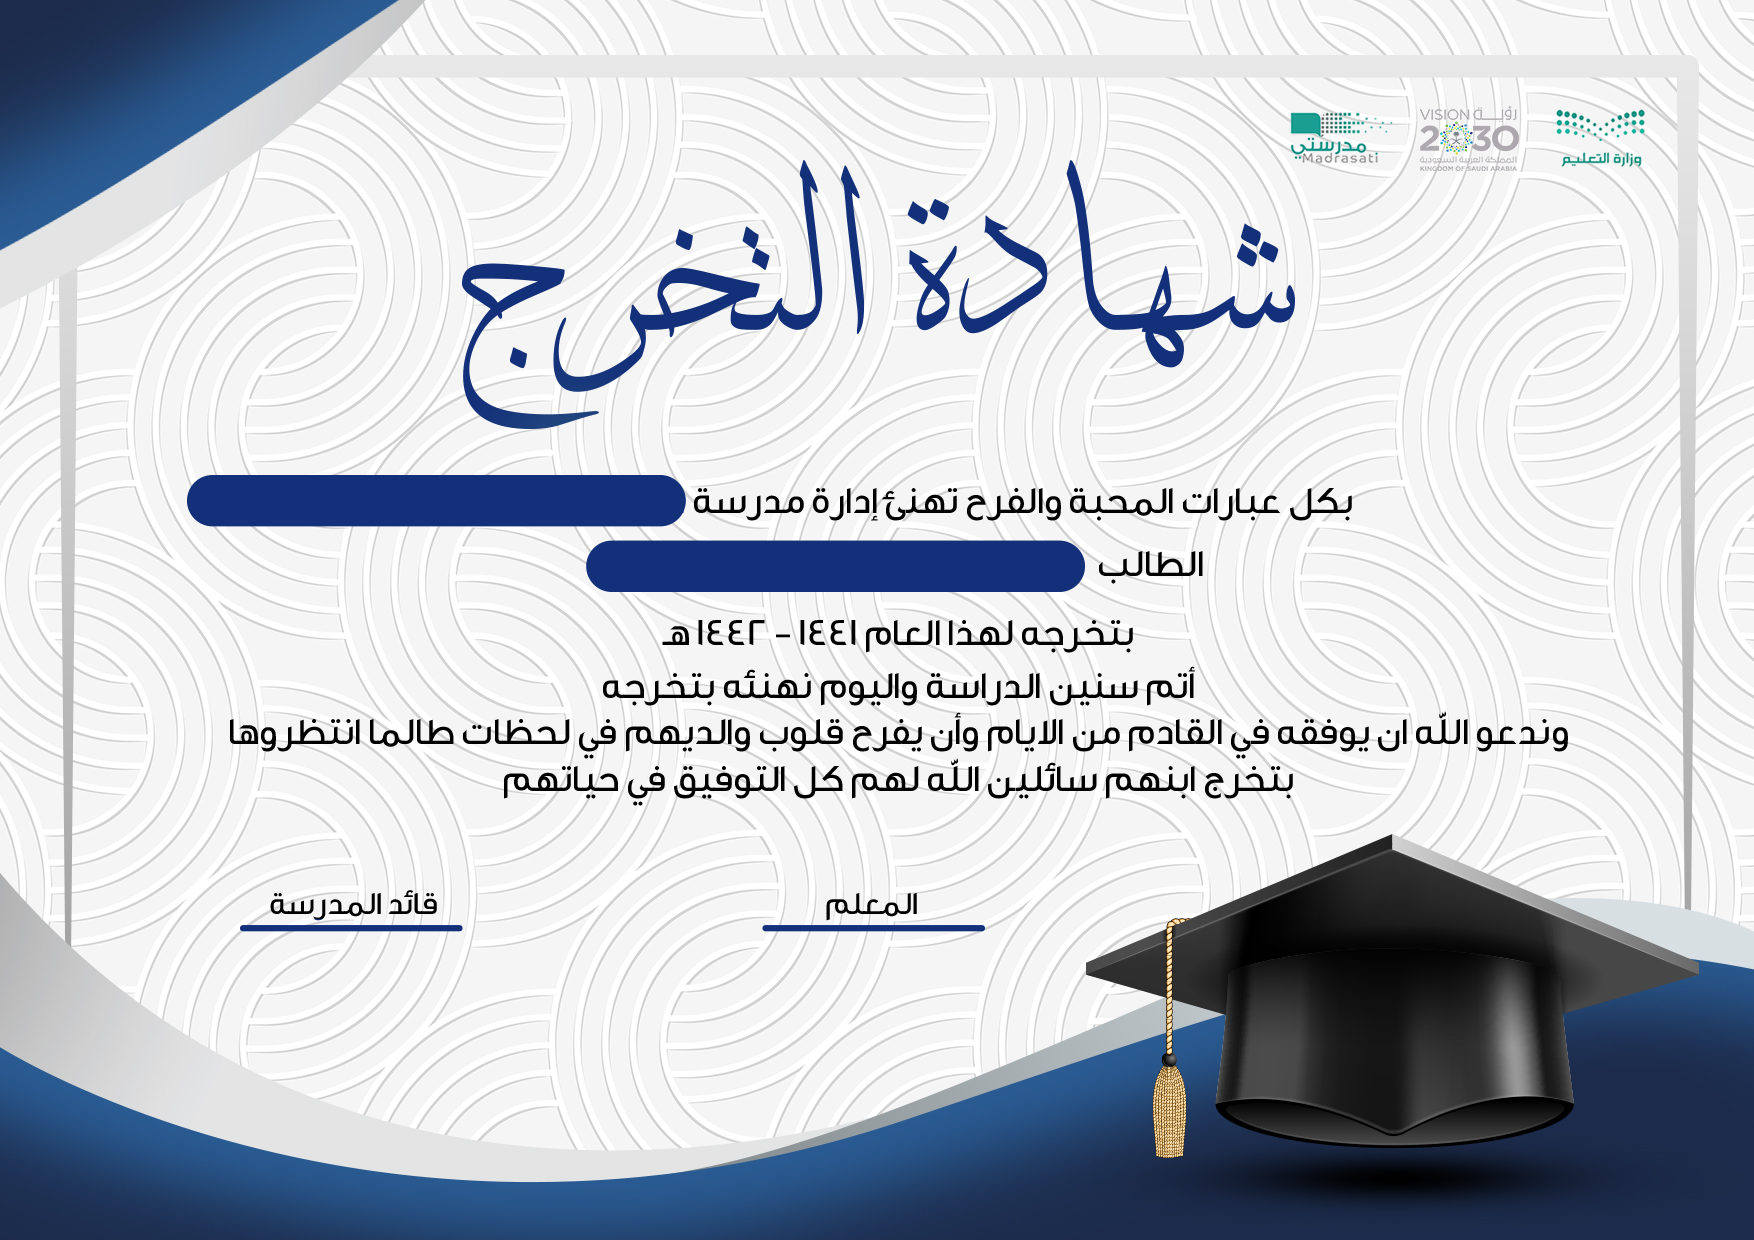 وزارة التعليم
VISION رؤيـــة
2030
المملكة العربية السعودية
KINGDOM OF SAUDI ARABIA
مدرستي
Madrasati
شهادة التخرج
بكل عبارات المحبة والفرح تهنئ إدارة مدرسة
الطالب
بتخرجه لهذا العام ١٤٤١ - ١٤٤٢هـ
أتم سنين الدراسة واليوم نهنئه بتخرجه
وندعو الله ان يوفقه في القادم من الايام وأن يفرح قلوب والديهم في لحظات طالما انتظروها
بتخرج ابنهم سائلين الله لهم كل التوفيق في حياتهم
المعلم
قائد المدرسة